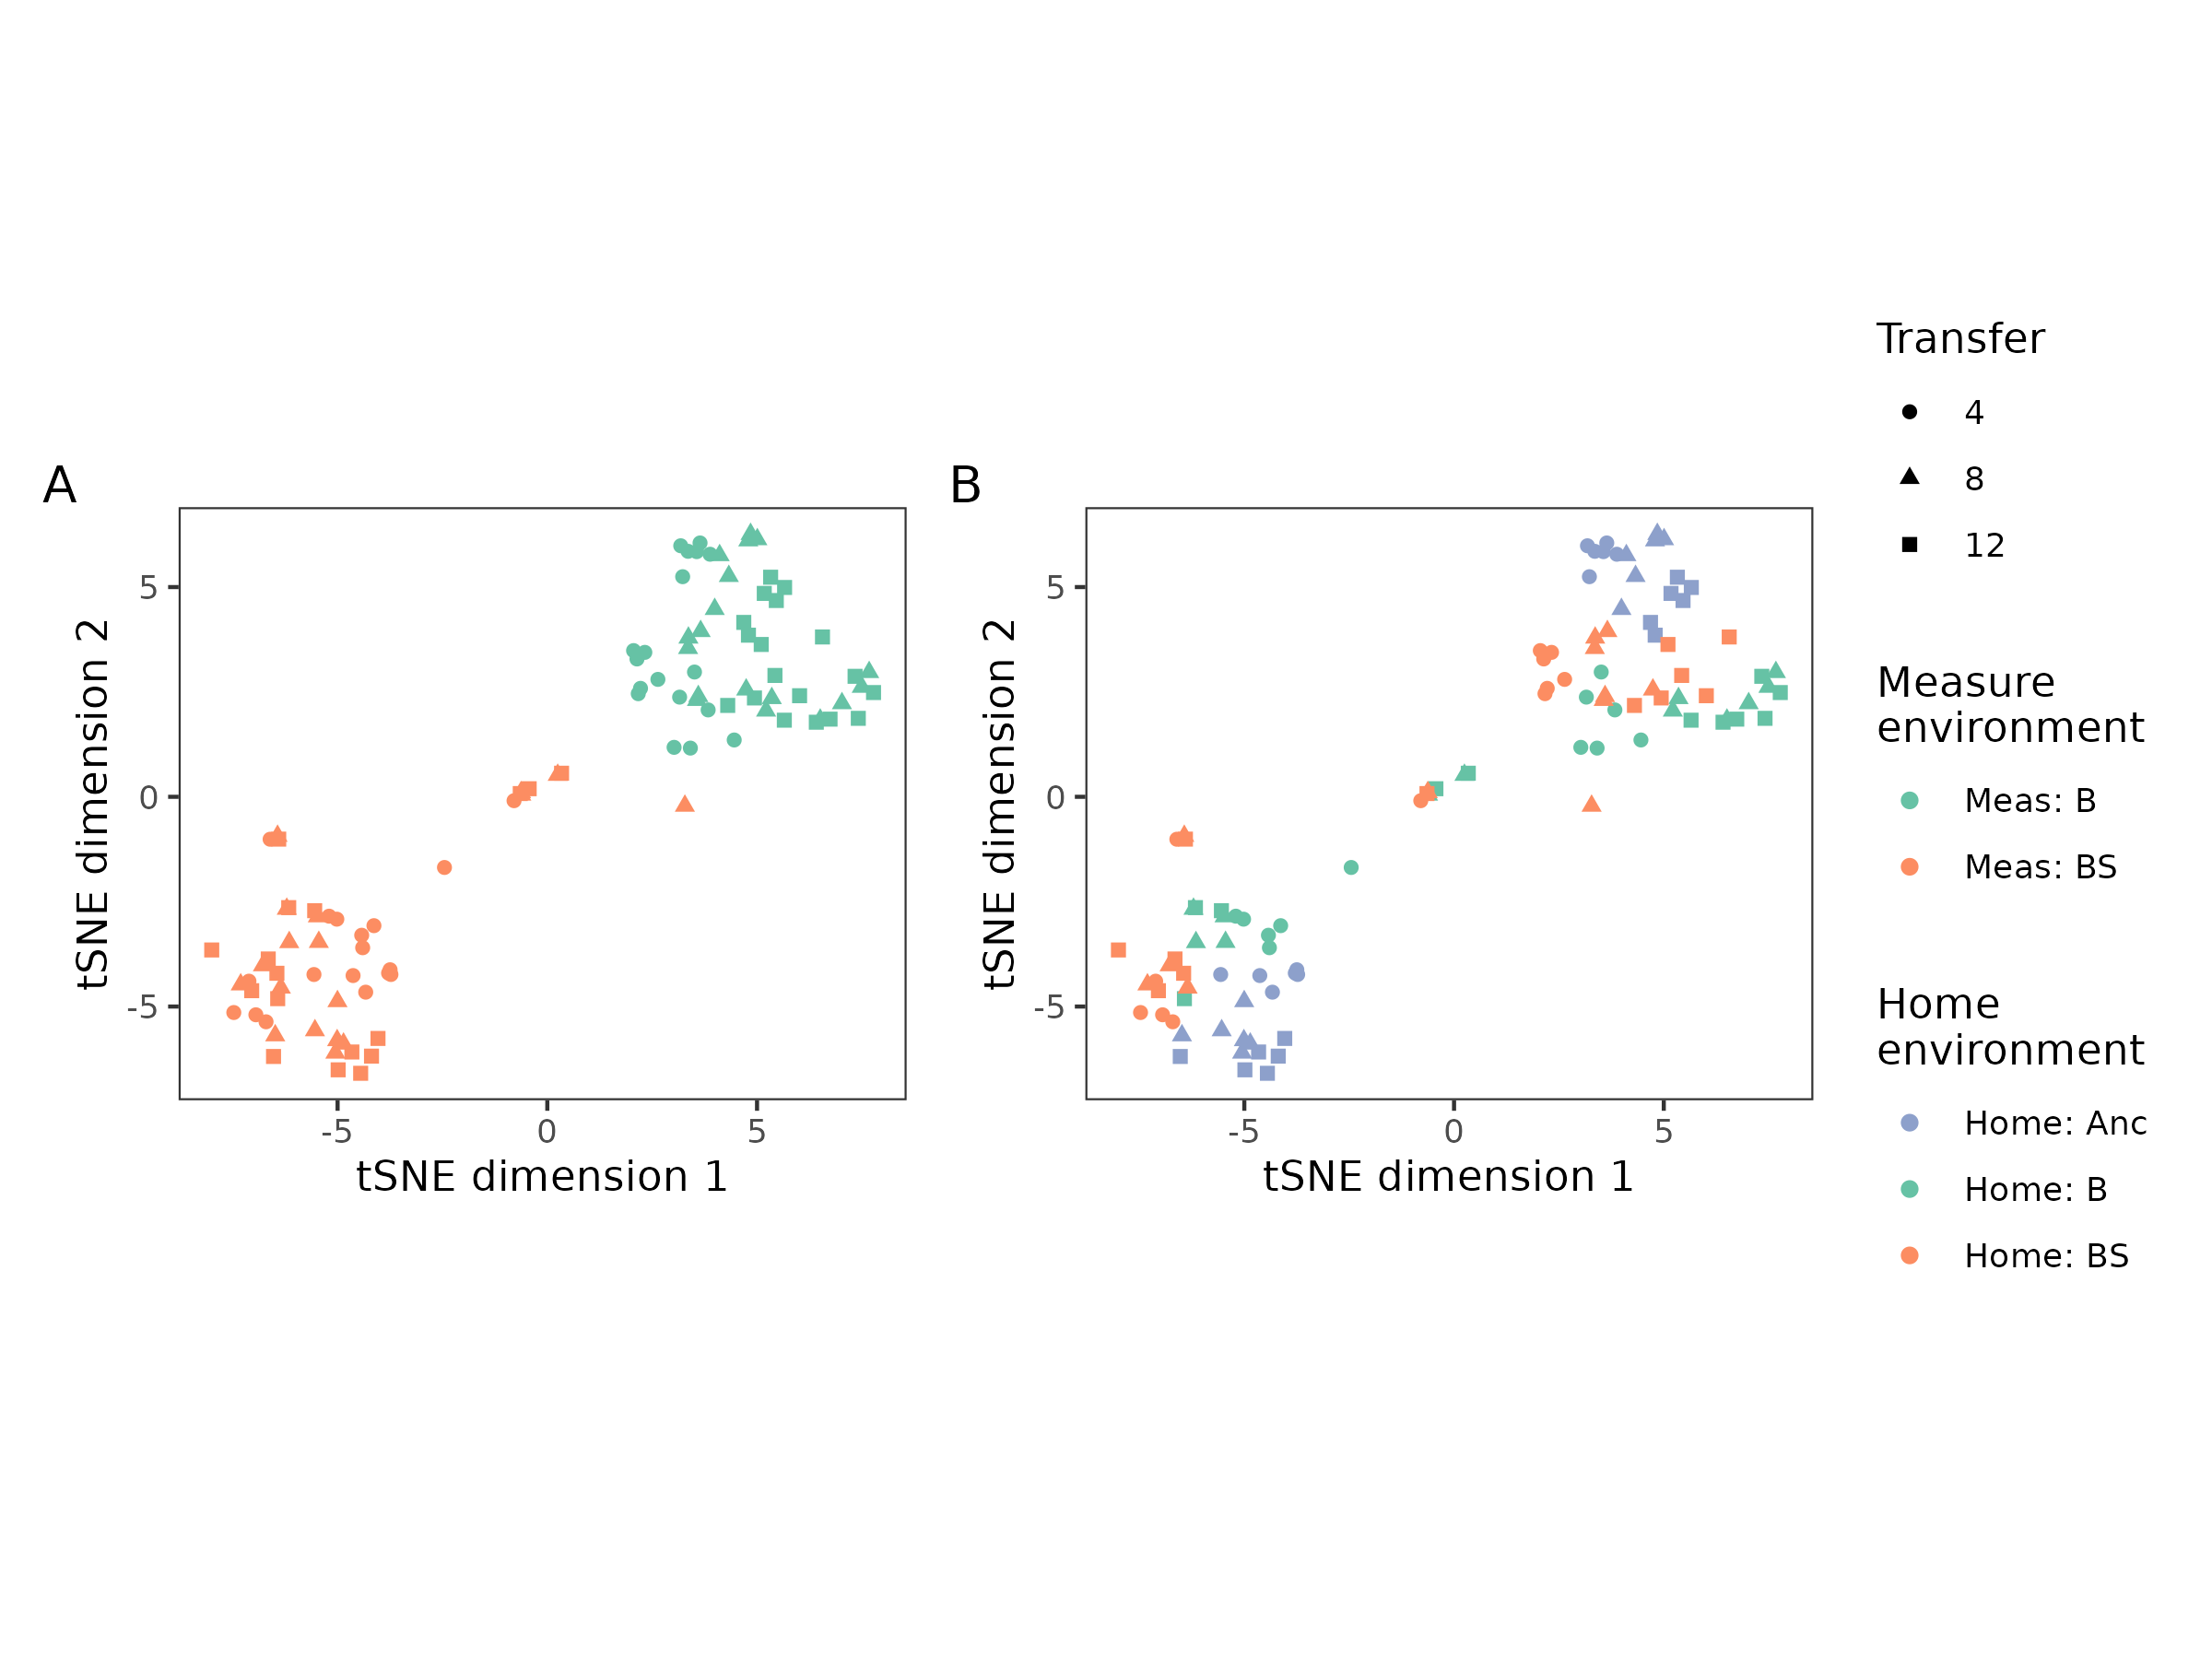 A
B
5
0
-5
-5
0
5
tSNE dimension 1
tSNE dimension 2
5
0
-5
-5
0
5
tSNE dimension 1
tSNE dimension 2
Transfer
4
8
12
Measure
environment
Meas: B
Meas: BS
Home
environment
Home: Anc
Home: B
Home: BS